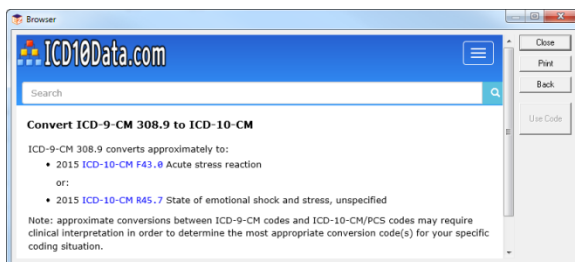 Browser
ICD10Data.com
Close
Print
Back
Use Code
Search
Convert ICD-9-CM 308.9 to ICD-10-CM
ICD-9-CM 308.9 converts approximately to:
• 2015 ICD-10-CM F43.0 Acute stress reaction
or:
• 2015 ICD-10-CM R45.7 State of emotional shock and stress, unspecified
Note: approximate conversions between ICD-9-CM codes and ICD-10-CM/PCS codes may require
clinical interpretation in order to determine the most appropriate conversion code(s) for your specific
coding situation.